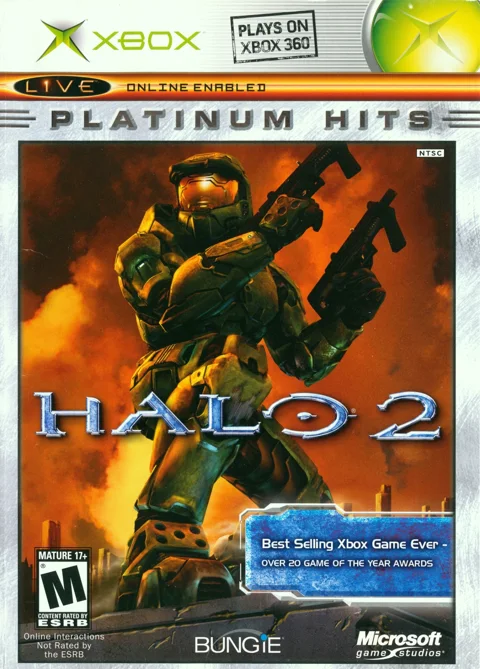 XBOX
PLAYS ON
XBOX 360
LIVE ONLINE ENABLED
PLATINUM HITS
NTSC
HALO 2
Best Selling Xbox Game Ever -
OVER 20 GAME OF THE YEAR AWARDS
MATURE 17+
M
®
CONTENT RATED BY
ESRB
Online Interactions
Not Rated by
the ESRB
BUNGiE
Microsoft
game studios